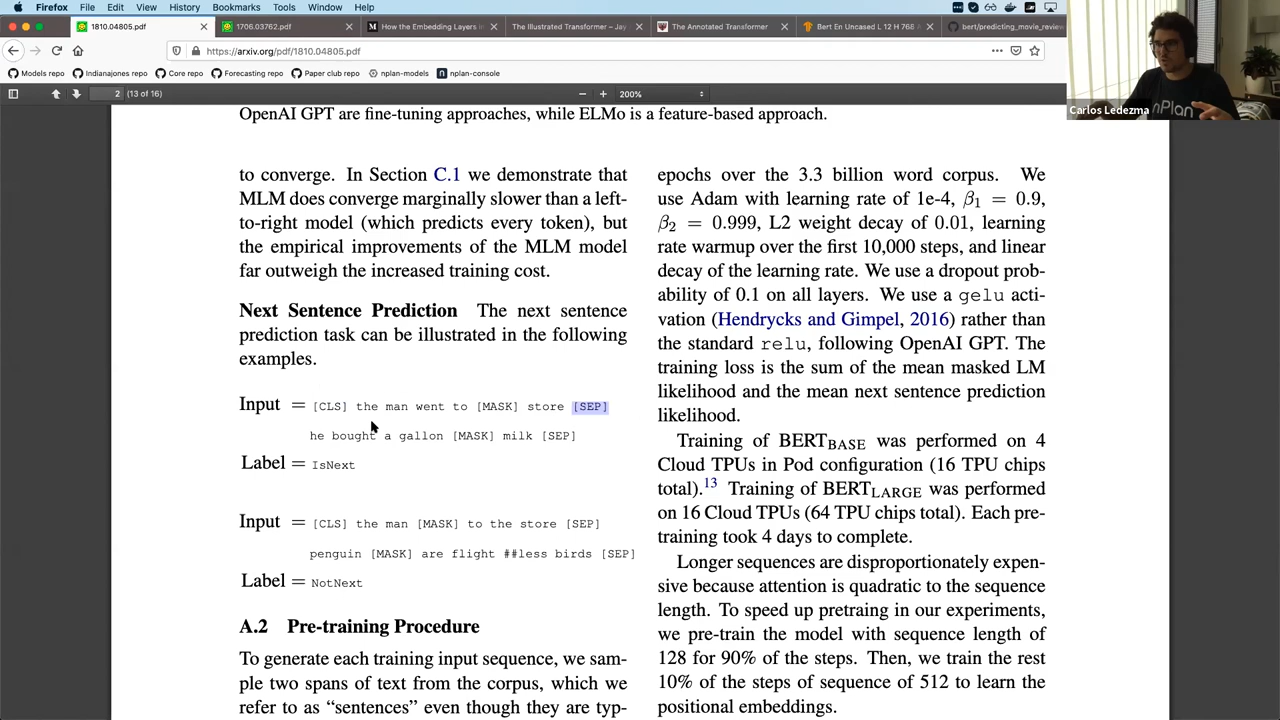 Firefox File Edit View History Bookmarks Tools Window Help
1810.04805.pdf
1706.03762.pdf
How the Embedding Layers i
The Illustrated Transformer – Jay
The Annotated Transformer
Bert En Uncased L 12 H 768 A
bert/predicting_movie_review
https://arxiv.org/pdf/1810.04805.pdf
Models repo Indianajones repo Core repo Forecasting repo Paper club repo nplan-models nplan-console
2 (13 of 16) 200%
Carlos Ledezma
nPlan
OpenAI GPT are fine-tuning approaches, while ELMo is a feature-based approach.
to converge. In Section C.1 we demonstrate that
MLM does converge marginally slower than a left-
to-right model (which predicts every token), but
the empirical improvements of the MLM model
far outweigh the increased training cost.
Next Sentence Prediction The next sentence
prediction task can be illustrated in the following
examples.
Input = [CLS] the man went to [MASK] store [SEP]
he bought a gallon [MASK] milk [SEP]
Label = IsNext
Input = [CLS] the man [MASK] to the store [SEP]
penguin [MASK] are flight ##less birds [SEP]
Label = NotNext
A.2 Pre-training Procedure
To generate each training input sequence, we sam-
ple two spans of text from the corpus, which we
refer to as “sentences” even though they are typ-
epochs over the 3.3 billion word corpus. We
use Adam with learning rate of 1e-4, β1 = 0.9,
β2 = 0.999, L2 weight decay of 0.01, learning
rate warmup over the first 10,000 steps, and linear
decay of the learning rate. We use a dropout prob-
ability of 0.1 on all layers. We use a gelu acti-
vation (Hendrycks and Gimpel, 2016) rather than
the standard relu, following OpenAI GPT. The
training loss is the sum of the mean masked LM
likelihood and the mean next sentence prediction
likelihood.
Training of BERTBASE was performed on 4
Cloud TPUs in Pod configuration (16 TPU chips
total).13 Training of BERTLARGE was performed
on 16 Cloud TPUs (64 TPU chips total). Each pre-
training took 4 days to complete.
Longer sequences are disproportionately expen-
sive because attention is quadratic to the sequence
length. To speed up pretraing in our experiments,
we pre-train the model with sequence length of
128 for 90% of the steps. Then, we train the rest
10% of the steps of sequence of 512 to learn the
positional embeddings.